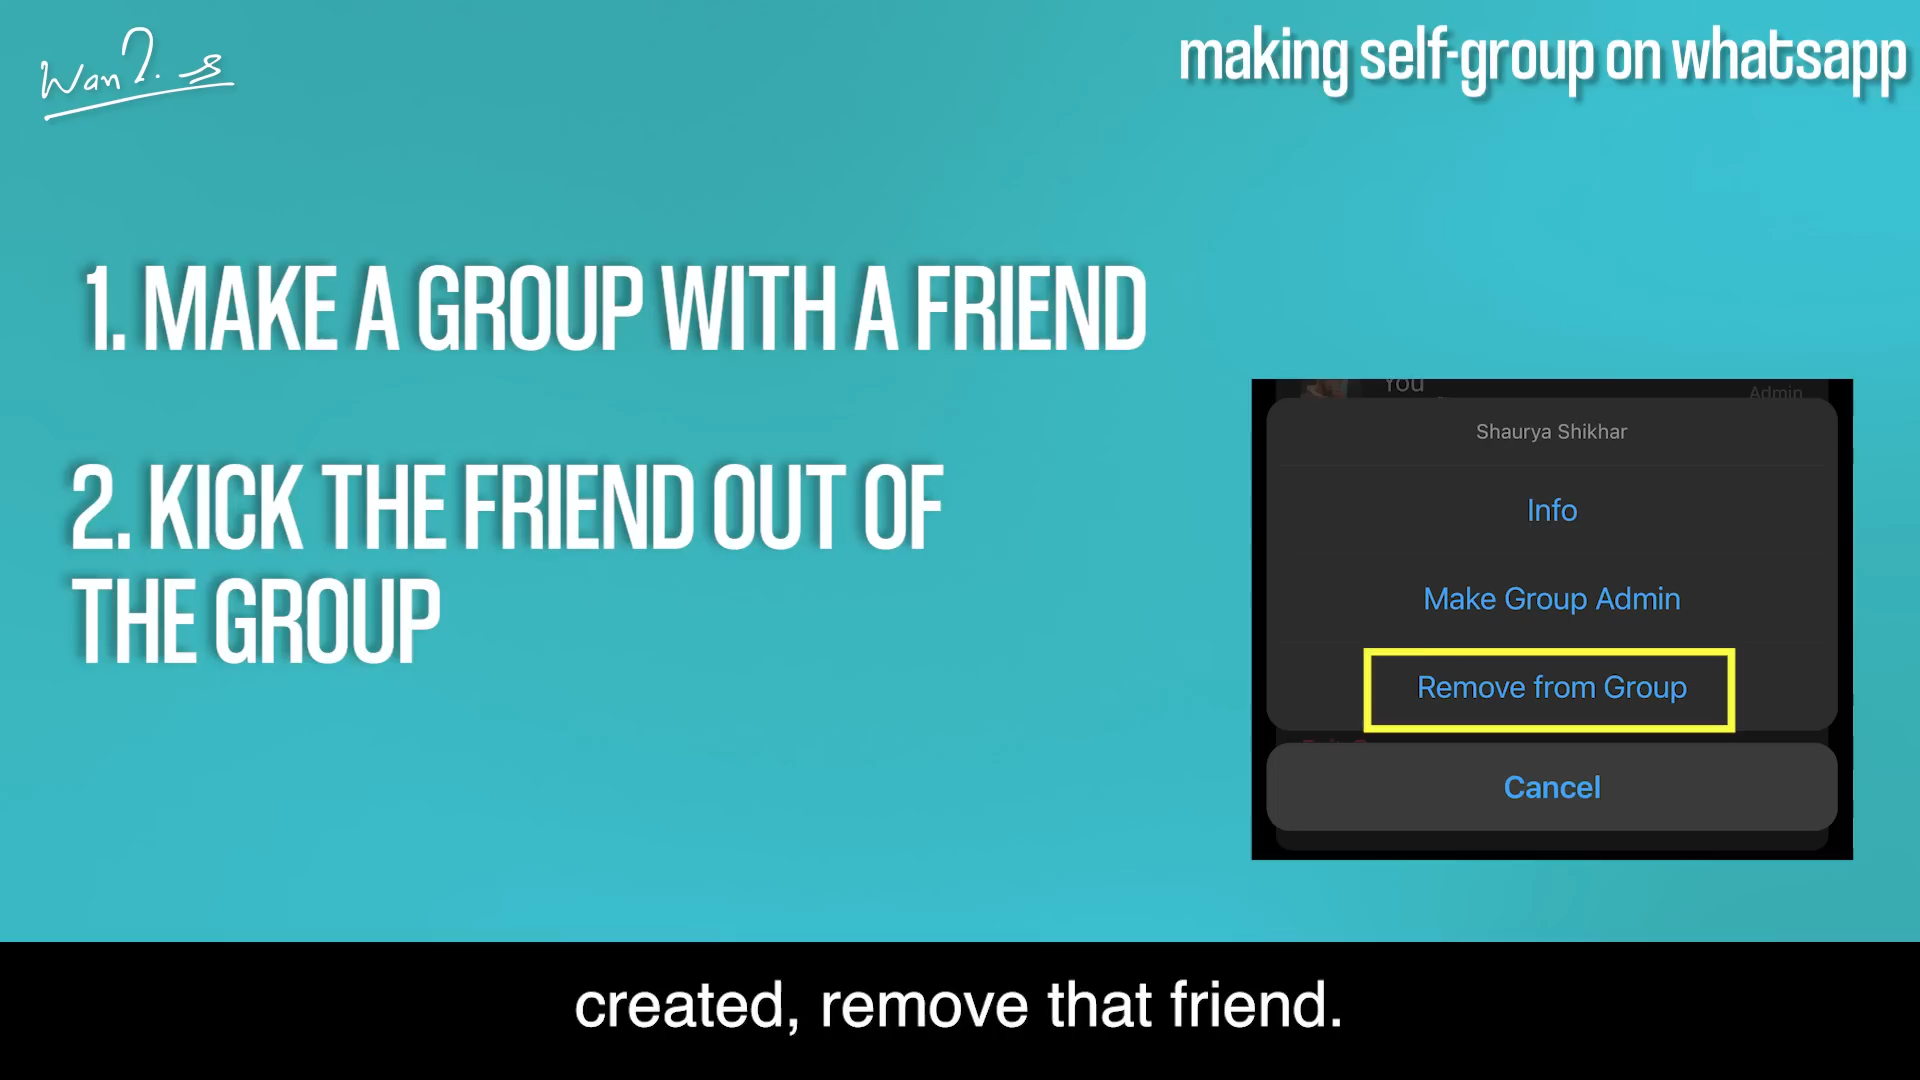 making self-group on whatsapp
1. MAKE A GROUP WITH A FRIEND
2. KICK THE FRIEND OUT OF
THE GROUP
You
Admin
Shaurya Shikhar
Info
Make Group Admin
Remove from Group
Cancel
created, remove that friend.